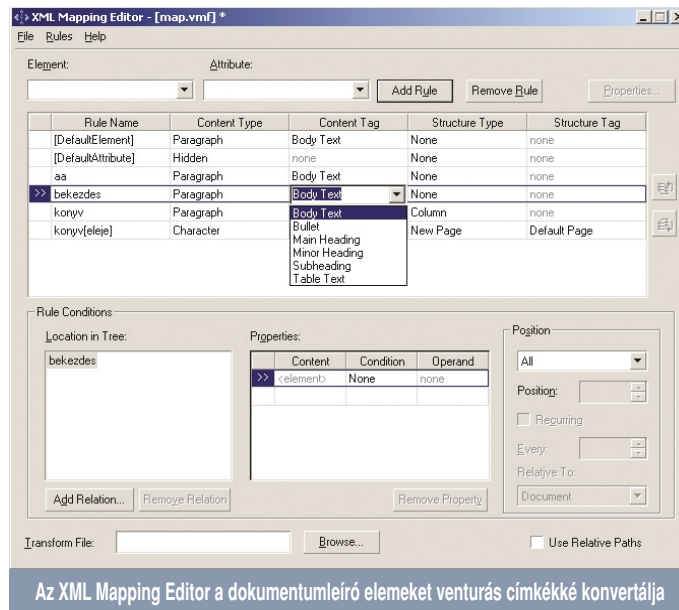 XML Mapping Editor - [map.vmf] *
File Rules Help
Element: Attribute:
Add Rule Remove Rule Properties...
Rule Name Content Type Content Tag Structure Type Structure Tag
[DefaultElement] Paragraph Body Text None none
[DefaultAttribute] Hidden none None none
aa Paragraph Body Text None none
>> bekezdes Paragraph Body Text None none
konyv Paragraph Body Text Column none
konyv[eleje] Character Bullet New Page Default Page
Main Heading
Minor Heading
Subheading
Table Text
Rule Conditions
Location in Tree: Properties: Position
bekezdes Content Condition Operand All
>> <element> None none
Position:
Recurring
Every:
Relative To:
Document
Add Relation... Remove Relation Remove Property
Transform File: Browse... Use Relative Paths
Az XML Mapping Editor a dokumentumleíró elemeket venturás címkékké konvertálja